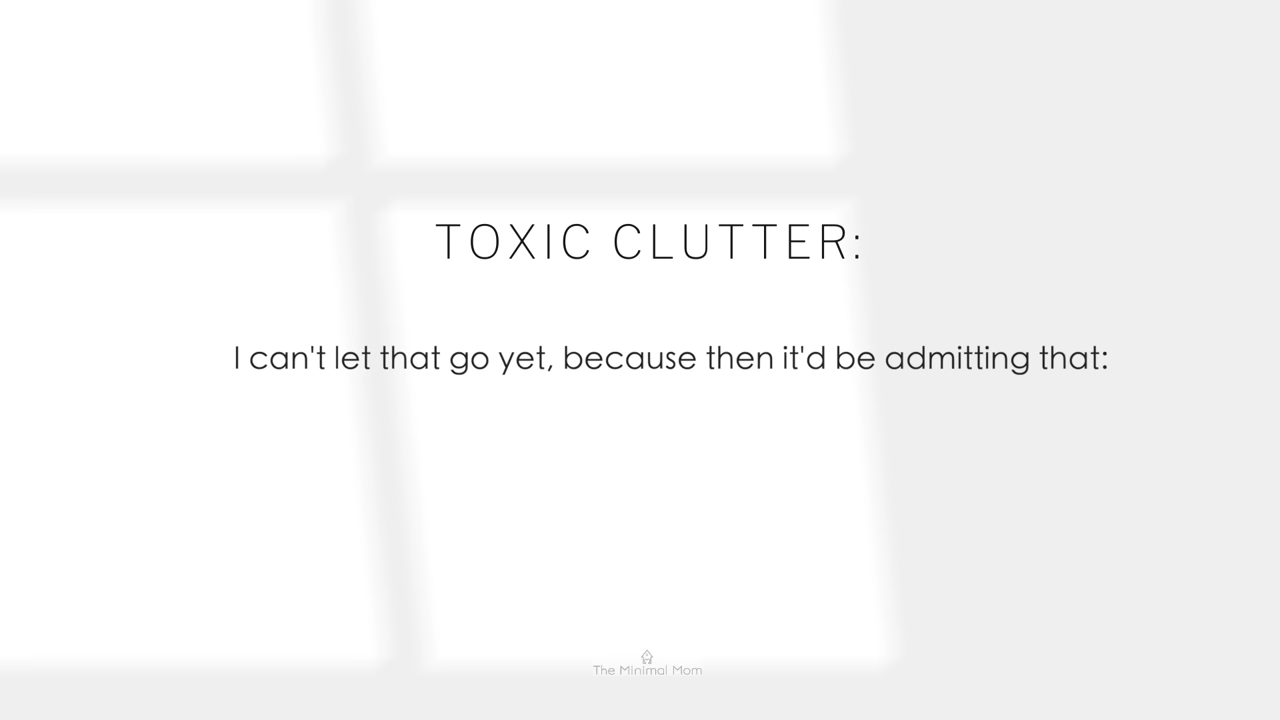 TOXIC CLUTTER:
I can't let that go yet, because then it'd be admitting that:
The Minimal Mom